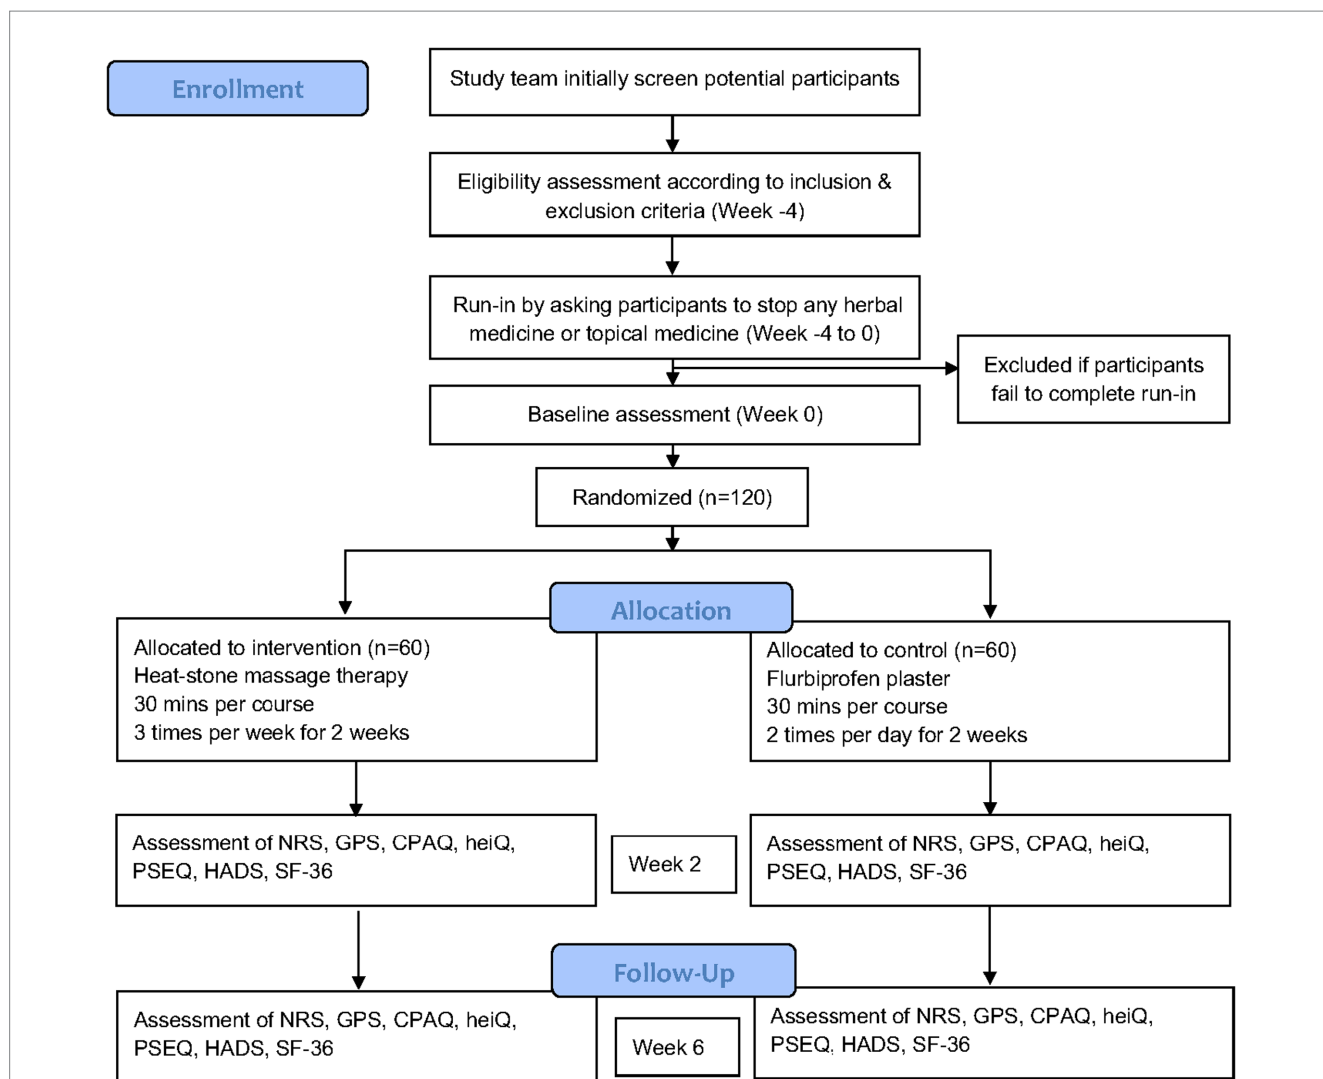 Enrollment
Study team initially screen potential participants
Eligibility assessment according to inclusion &
exclusion criteria (Week -4)
Run-in by asking participants to stop any herbal
medicine or topical medicine (Week -4 to 0)
Excluded if participants
fail to complete run-in
Baseline assessment (Week 0)
Randomized (n=120)
Allocation
Allocated to intervention (n=60)
Heat-stone massage therapy
30 mins per course
3 times per week for 2 weeks
Allocated to control (n=60)
Flurbiprofen plaster
30 mins per course
2 times per day for 2 weeks
Assessment of NRS, GPS, CPAQ, heiQ,
PSEQ, HADS, SF-36
Week 2
Assessment of NRS, GPS, CPAQ, heiQ,
PSEQ, HADS, SF-36
Follow-Up
Assessment of NRS, GPS, CPAQ, heiQ,
PSEQ, HADS, SF-36
Week 6
Assessment of NRS, GPS, CPAQ, heiQ,
PSEQ, HADS, SF-36